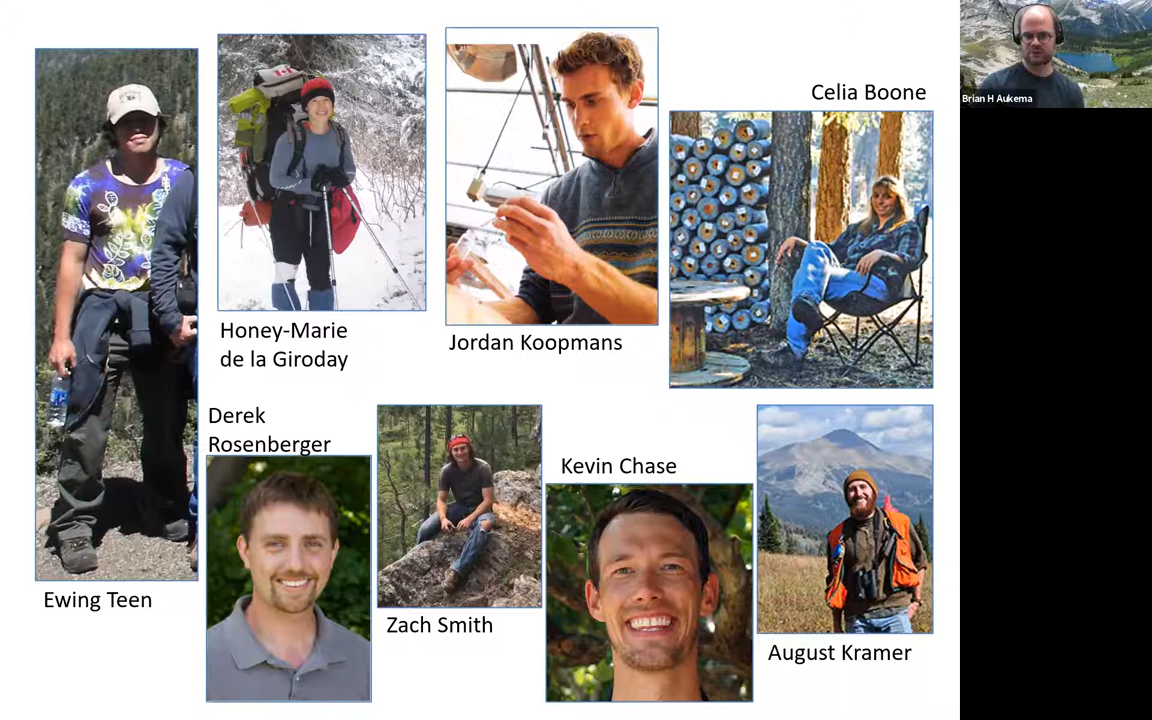 Brian H Aukema
Celia Boone
Honey-Marie
de la Giroday
Jordan Koopmans
Derek
Rosenberger
Kevin Chase
Ewing Teen
Zach Smith
August Kramer